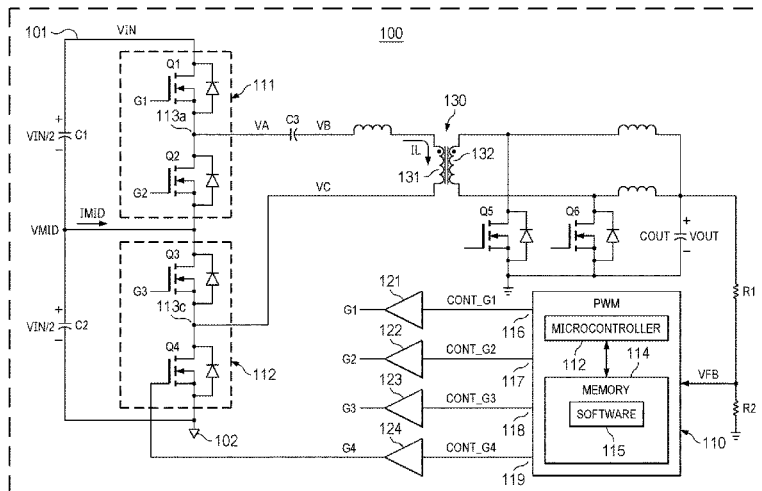 101
VIN
100
Q1
G1
111
113a
VA
C3
VB
130
IL
131
132
+
C1
VIN/2
−
Q2
G2
VMID
IMID
VC
Q5
Q6
+
COUT
VOUT
−
Q3
G3
113c
+
C2
VIN/2
−
Q4
112
102
G4
G1
121
CONT_G1
116
G2
122
CONT_G2
117
G3
123
CONT_G3
118
124
CONT_G4
119
PWM
MICROCONTROLLER
112
114
MEMORY
SOFTWARE
115
VFB
110
R1
R2